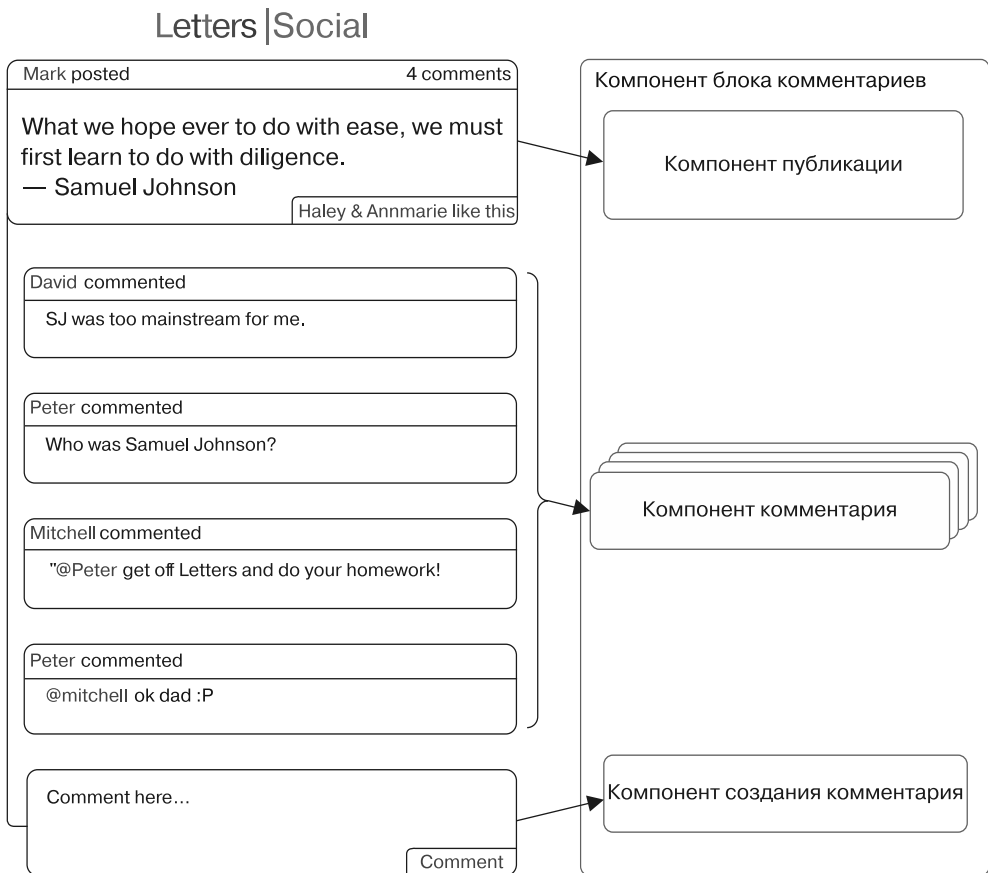 Letters|Social
Mark posted 4 comments
What we hope ever to do with ease, we must
first learn to do with diligence.
— Samuel Johnson
Haley & Annmarie like this
David commented
SJ was too mainstream for me.
Peter commented
Who was Samuel Johnson?
Mitchell commented
"@Peter get off Letters and do your homework!
Peter commented
@mitchell ok dad :P
Comment here...
Comment
Компонент блока комментариев
Компонент публикации
Компонент комментария
Компонент создания комментария